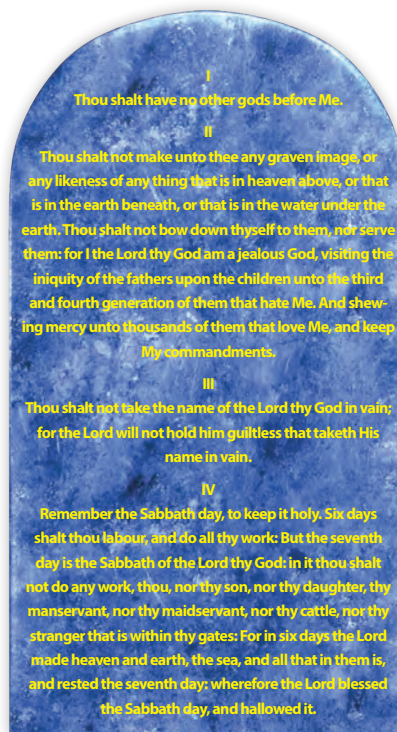 I
Thou shalt have no other gods before Me.
II
Thou shalt not make unto thee any graven image, or
any likeness of any thing that is in heaven above, or that
is in the earth beneath, or that is in the water under the
earth. Thou shalt not bow down thyself to them, nor serve
them: for I the Lord thy God am a jealous God, visiting the
iniquity of the fathers upon the children unto the third
and fourth generation of them that hate Me. And shew-
ing mercy unto thousands of them that love Me, and keep
My commandments.
III
Thou shalt not take the name of the Lord thy God in vain;
for the Lord will not hold him guiltless that taketh His
name in vain.
IV
Remember the Sabbath day, to keep it holy. Six days
shalt thou labour, and do all thy work: But the seventh
day is the Sabbath of the Lord thy God: in it thou shalt
not do any work, thou, nor thy son, nor thy daughter, thy
manservant, nor thy maidservant, nor thy cattle, nor thy
stranger that is within thy gates: For in six days the Lord
made heaven and earth, the sea, and all that in them is,
and rested the seventh day: wherefore the Lord blessed
the Sabbath day, and hallowed it.